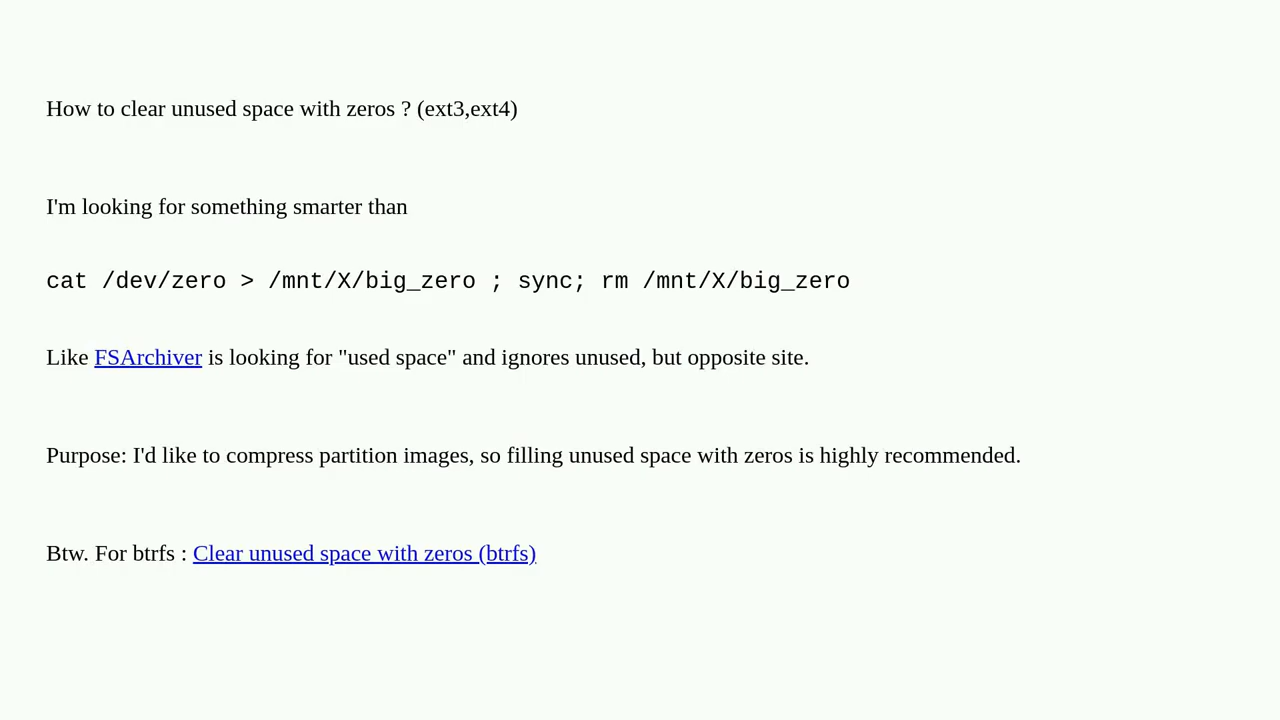 How to clear unused space with zeros ? (ext3,ext4)
I'm looking for something smarter than
cat /dev/zero > /mnt/X/big_zero ; sync; rm /mnt/X/big_zero
Like FSArchiver is looking for "used space" and ignores unused, but opposite site.
Purpose: I'd like to compress partition images, so filling unused space with zeros is highly recommended.
Btw. For btrfs : Clear unused space with zeros (btrfs)